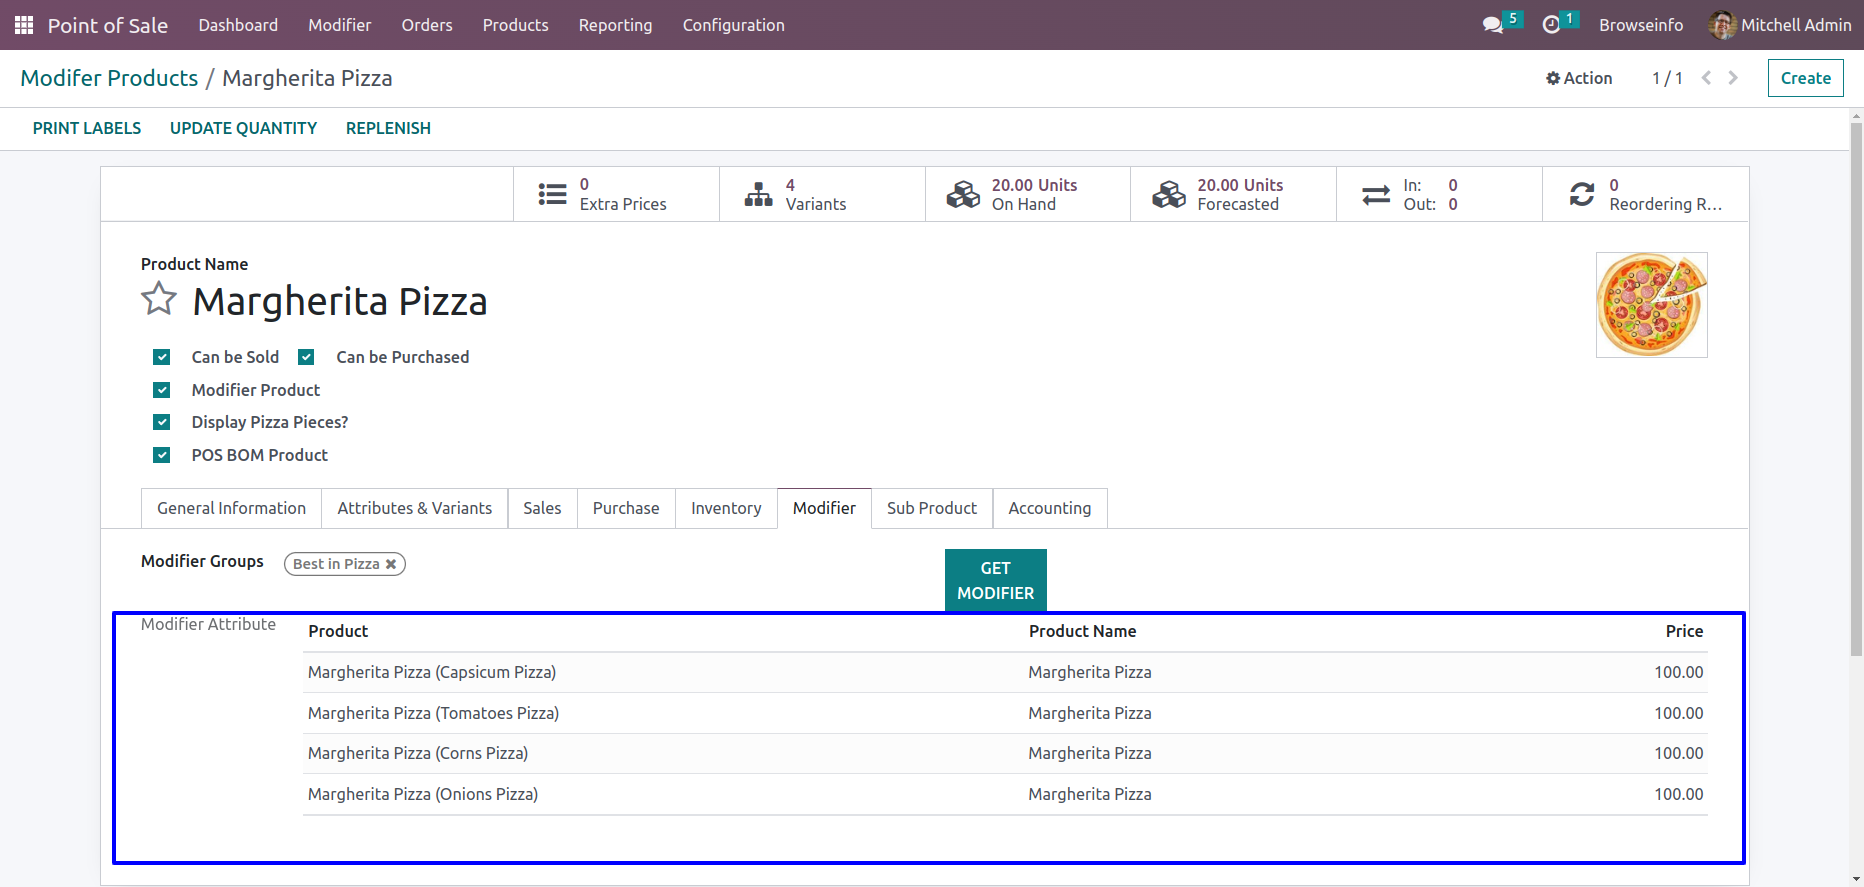 Point of Sale Dashboard Modifier Orders Products Reporting Configuration 5 1 Browseinfo Mitchell Admin
Modifer Products / Margherita Pizza Action 1 / 1 Create
PRINT LABELS UPDATE QUANTITY REPLENISH
0
Extra Prices
4
Variants
20.00 Units
On Hand
20.00 Units
Forecasted
In: 0
Out: 0
0
Reordering R...
Product Name
Margherita Pizza
Can be Sold Can be Purchased
Modifier Product
Display Pizza Pieces?
POS BOM Product
General Information Attributes & Variants Sales Purchase Inventory Modifier Sub Product Accounting
Modifier Groups Best in Pizza
GET
MODIFIER
Modifier Attribute
Product Product Name Price
Margherita Pizza (Capsicum Pizza) Margherita Pizza 100.00
Margherita Pizza (Tomatoes Pizza) Margherita Pizza 100.00
Margherita Pizza (Corns Pizza) Margherita Pizza 100.00
Margherita Pizza (Onions Pizza) Margherita Pizza 100.00